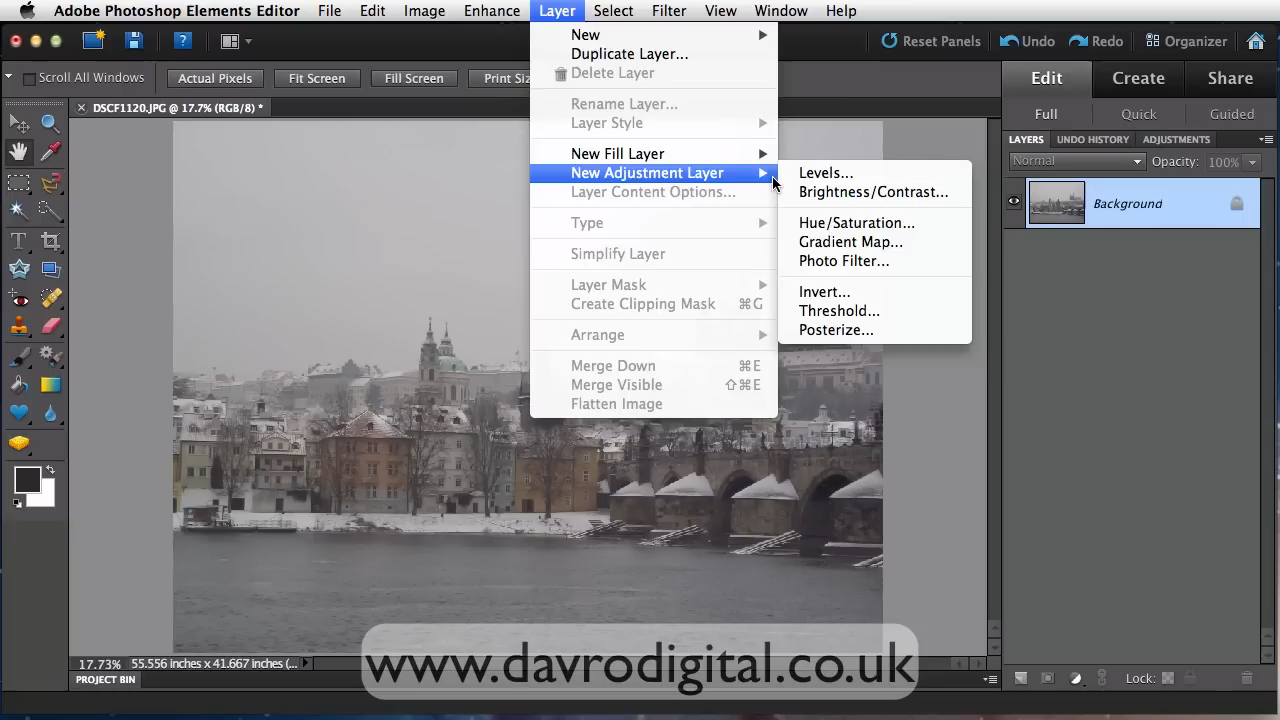 Adobe Photoshop Elements Editor File Edit Image Enhance Layer Select Filter View Window Help
Reset Panels Undo Redo Organizer
Scroll All Windows Actual Pixels Fit Screen Fill Screen Print Siz
Edit Create Share
DSCF1120.JPG @ 17.7% (RGB/8) *
Full Quick Guided
LAYERS UNDO HISTORY ADJUSTMENTS
Normal Opacity: 100%
Background
New
Duplicate Layer...
Delete Layer
Rename Layer...
Layer Style
New Fill Layer
New Adjustment Layer
Layer Content Options...
Type
Simplify Layer
Layer Mask
Create Clipping Mask ⌘G
Arrange
Merge Down ⌘E
Merge Visible ⇧⌘E
Flatten Image
Levels...
Brightness/Contrast...
Hue/Saturation...
Gradient Map...
Photo Filter...
Invert...
Threshold...
Posterize...
17.73% 55.556 inches x 41.667 inches (...
PROJECT BIN
Lock:
www.davrodigital.co.uk